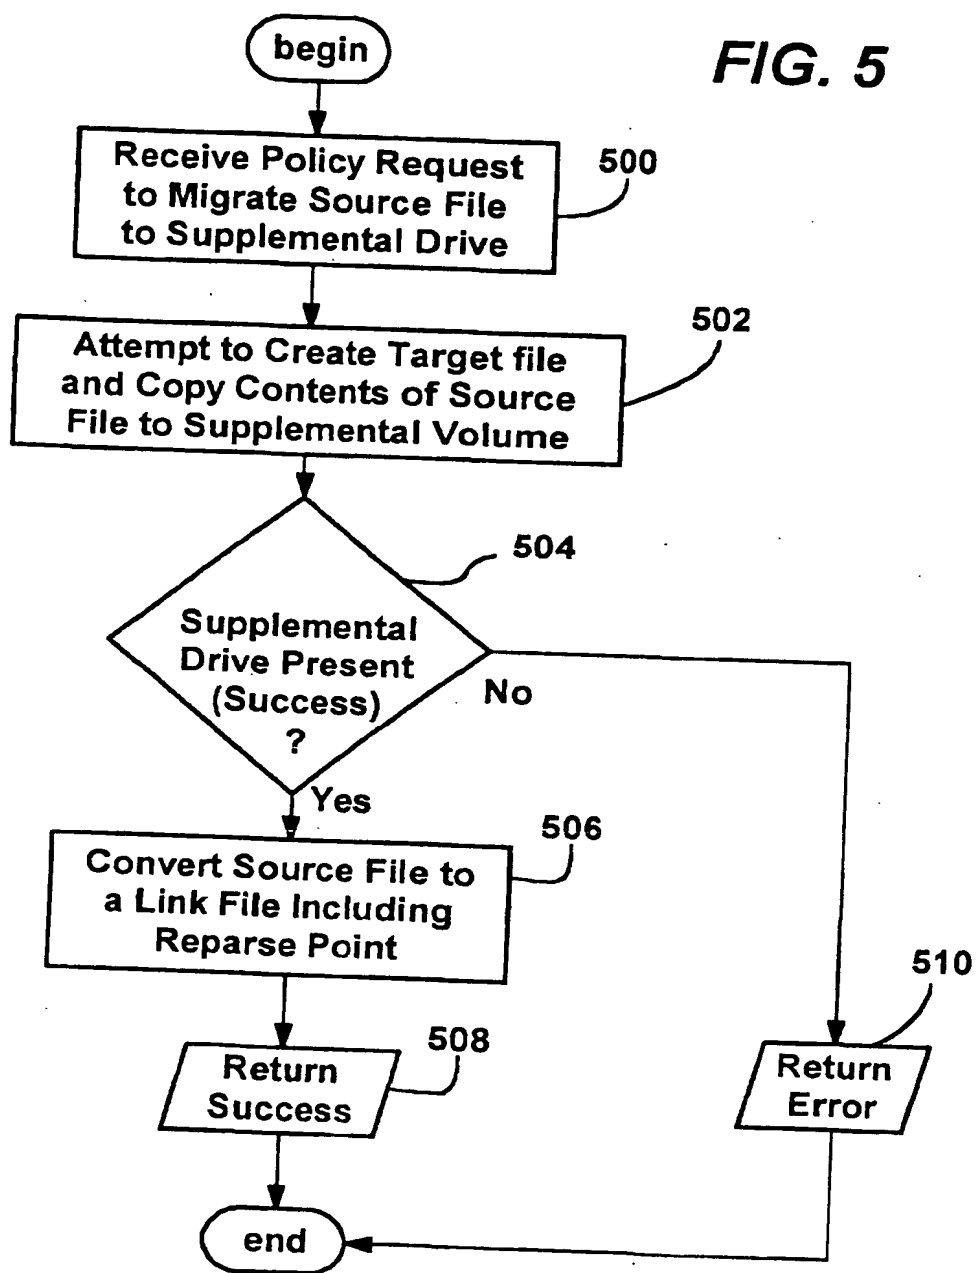 begin
FIG. 5
Receive Policy Request
to Migrate Source File
to Supplemental Drive
500
Attempt to Create Target file
and Copy Contents of Source
File to Supplemental Volume
502
504
Supplemental
Drive Present
(Success)
?
No
Yes
506
Convert Source File to
a Link File Including
Reparse Point
510
508
Return
Success
Return
Error
end